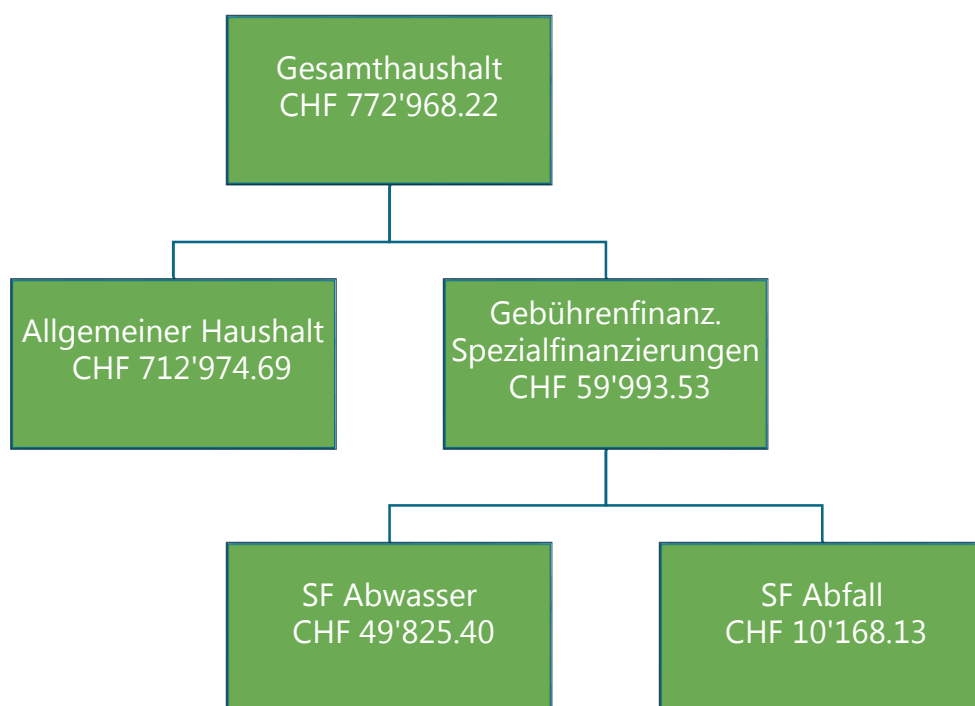 Gesamthaushalt
CHF 772'968.22
Allgemeiner Haushalt
CHF 712'974.69
Gebührenfinanz.
Spezialfinanzierungen
CHF 59'993.53
SF Abwasser
CHF 49'825.40
SF Abfall
CHF 10'168.13